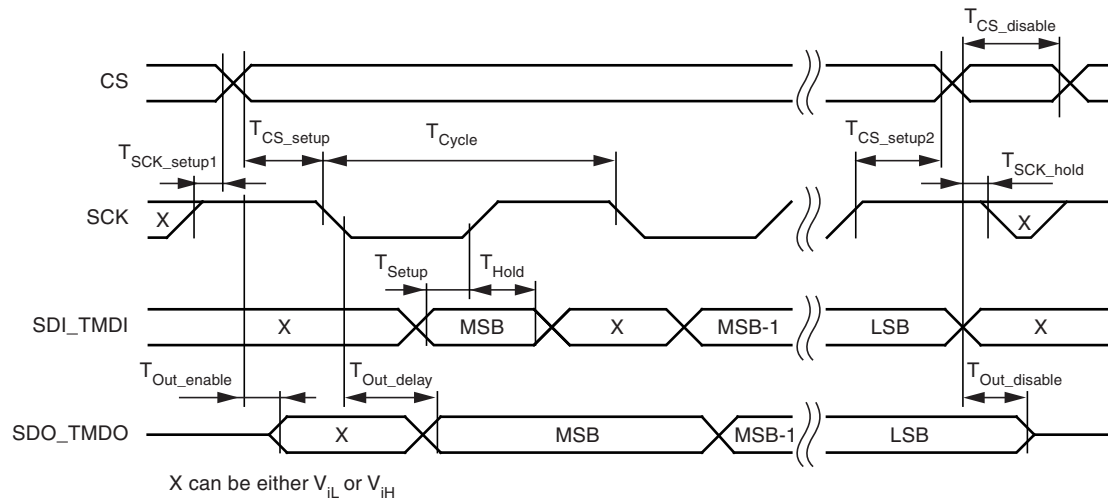 T_CS_disable
CS
T_CS_setup
T_Cycle
T_CS_setup2
T_SCK_setup1
T_SCK_hold
SCK
X
X
T_Setup
T_Hold
SDI_TMDI
X
MSB
X
MSB-1
LSB
X
T_Out_enable
T_Out_delay
T_Out_disable
SDO_TMDO
X
MSB
MSB-1
LSB
X can be either V_iL or V_iH